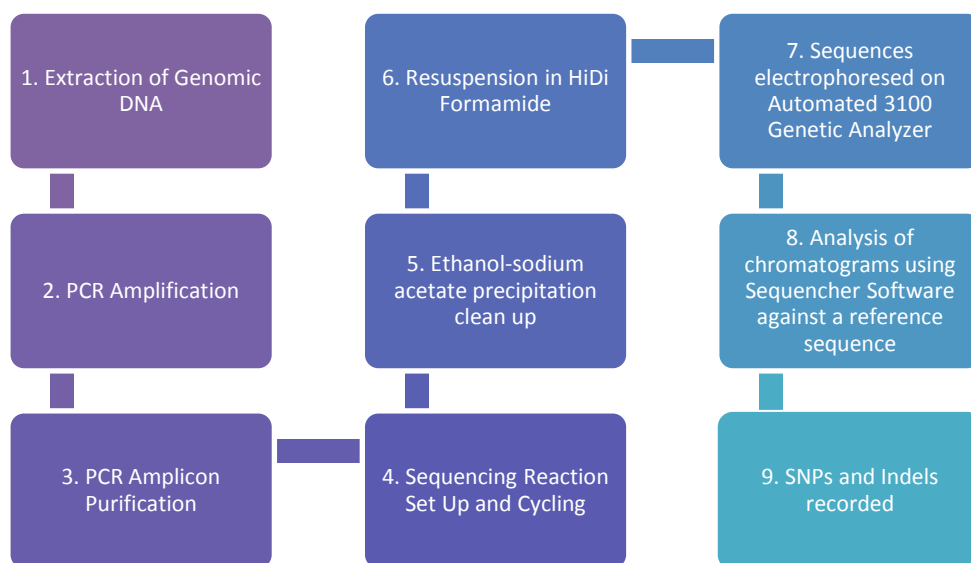 1. Extraction of Genomic
DNA
2. PCR Amplification
3. PCR Amplicon
Purification
4. Sequencing Reaction
Set Up and Cycling
5. Ethanol-sodium
acetate precipitation
clean up
6. Resuspension in HiDi
Formamide
7. Sequences
electrophoresed on
Automated 3100
Genetic Analyzer
8. Analysis of
chromatograms using
Sequencher Software
against a reference
sequence
9. SNPs and Indels
recorded